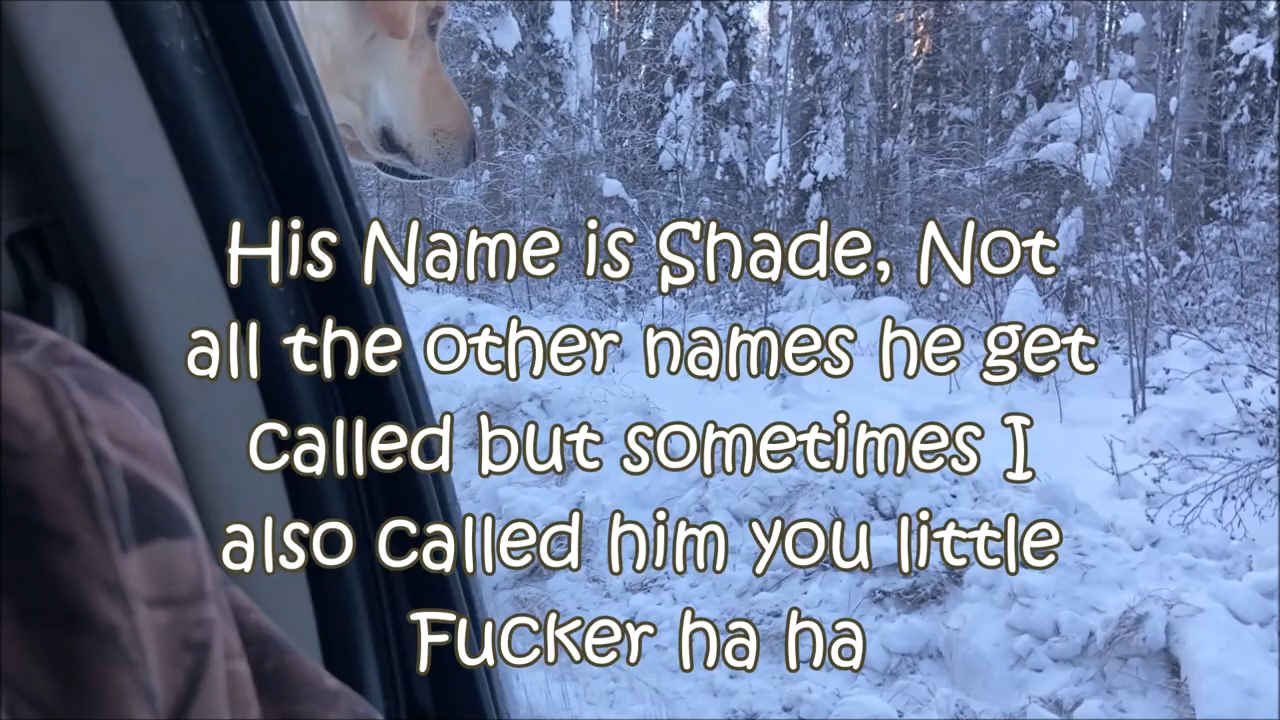 His Name is Shade, Not
all the other names he get
called but sometimes I
also called him you little
Fucker ha ha